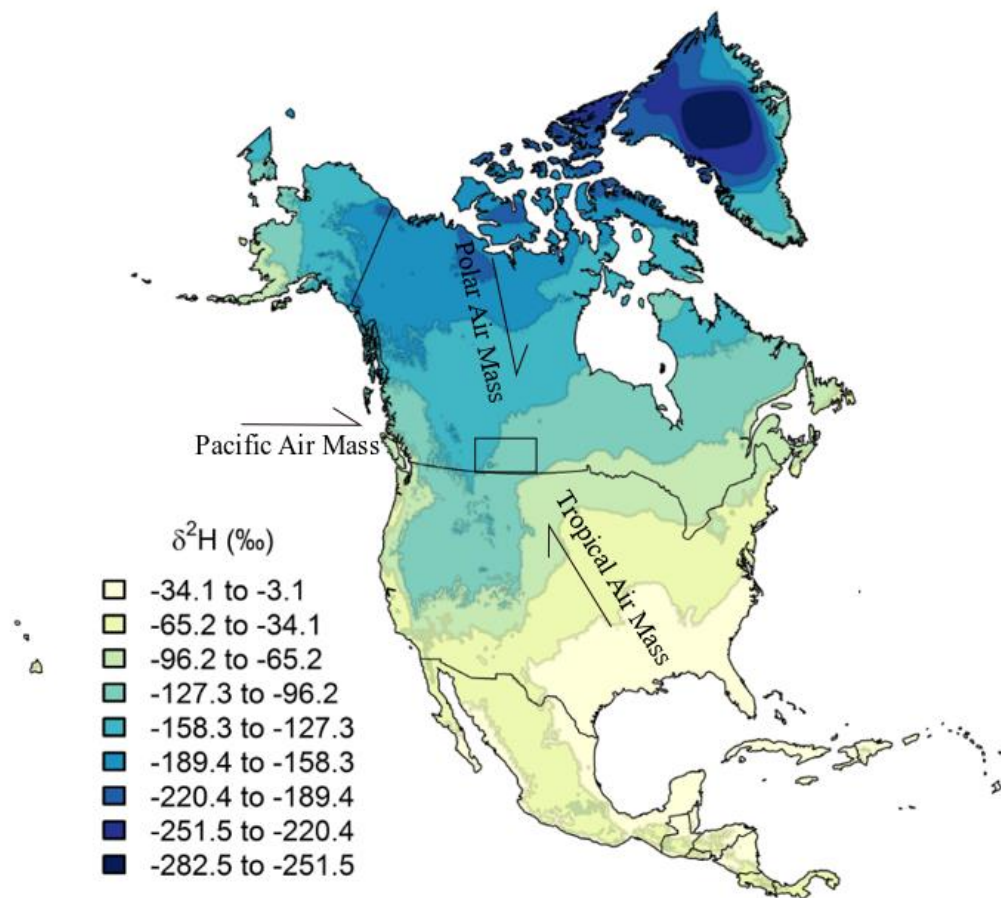 Polar Air Mass
Pacific Air Mass
Tropical Air Mass
δ²H (‰)
-34.1 to -3.1
-65.2 to -34.1
-96.2 to -65.2
-127.3 to -96.2
-158.3 to -127.3
-189.4 to -158.3
-220.4 to -189.4
-251.5 to -220.4
-282.5 to -251.5